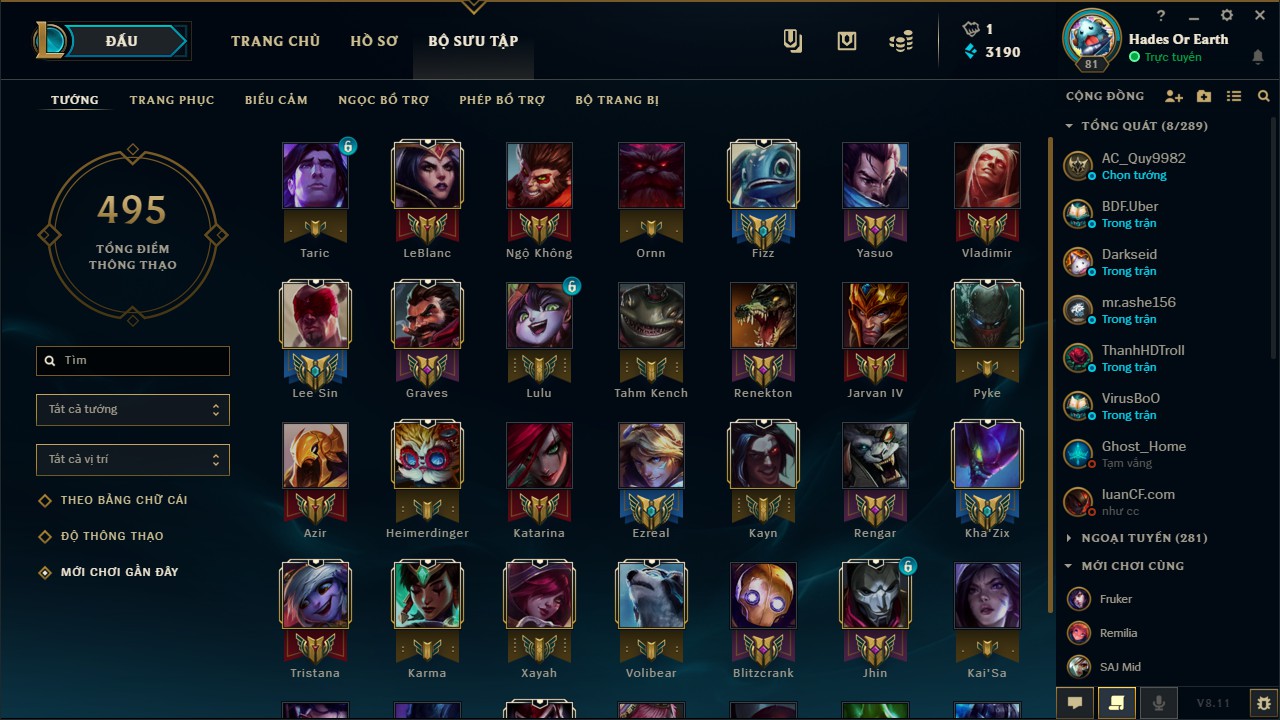 ĐẤU
TRANG CHỦ
HỒ SƠ
BỘ SƯU TẬP
1
3190
?
81
Hades Or Earth
Trực tuyến
TƯỚNG
TRANG PHỤC
BIỂU CẢM
NGỌC BỔ TRỢ
PHÉP BỔ TRỢ
BỘ TRANG BỊ
495
TỔNG ĐIỂM
THÔNG THẠO
Tìm
Tất cả tướng
Tất cả vị trí
THEO BẢNG CHỮ CÁI
ĐỘ THÔNG THẠO
MỚI CHƠI GẦN ĐÂY
6
Taric
LeBlanc
Ngộ Không
Ornn
Fizz
Yasuo
Vladimir
6
Lee Sin
Graves
Lulu
Tahm Kench
Renekton
Jarvan IV
Pyke
Azir
Heimerdinger
Katarina
Ezreal
Kayn
Rengar
Kha'Zix
6
Tristana
Karma
Xayah
Volibear
Blitzcrank
Jhin
Kai'Sa
CỘNG ĐỒNG
TỔNG QUÁT (8/289)
AC_Quy9982
Chọn tướng
BDF.Uber
Trong trận
Darkseid
Trong trận
mr.ashe156
Trong trận
ThanhHDTroll
Trong trận
VirusBoO
Trong trận
Ghost_Home
Tạm vắng
luanCF.com
như cc
NGOẠI TUYẾN (281)
MỚI CHƠI CÙNG
Fruker
Remilia
SAJ Mid
V8.11